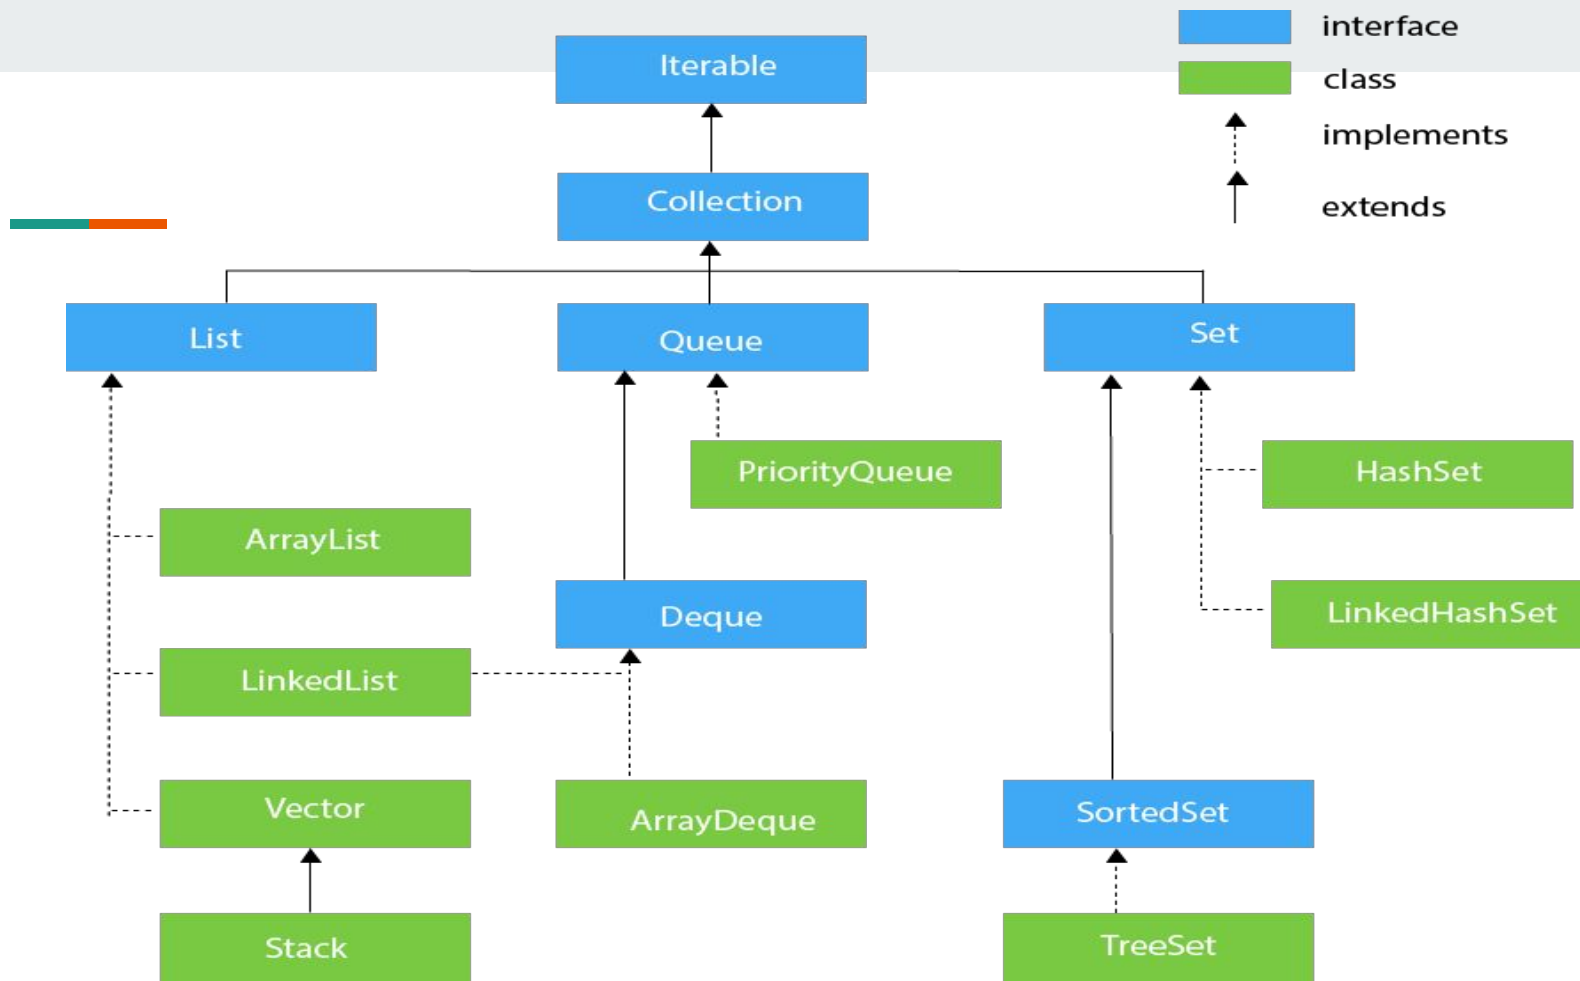 interface
Iterable
class
implements
Collection
extends
List
Queue
Set
PriorityQueue
HashSet
ArrayList
Deque
LinkedHashSet
LinkedList
Vector
ArrayDeque
SortedSet
Stack
TreeSet